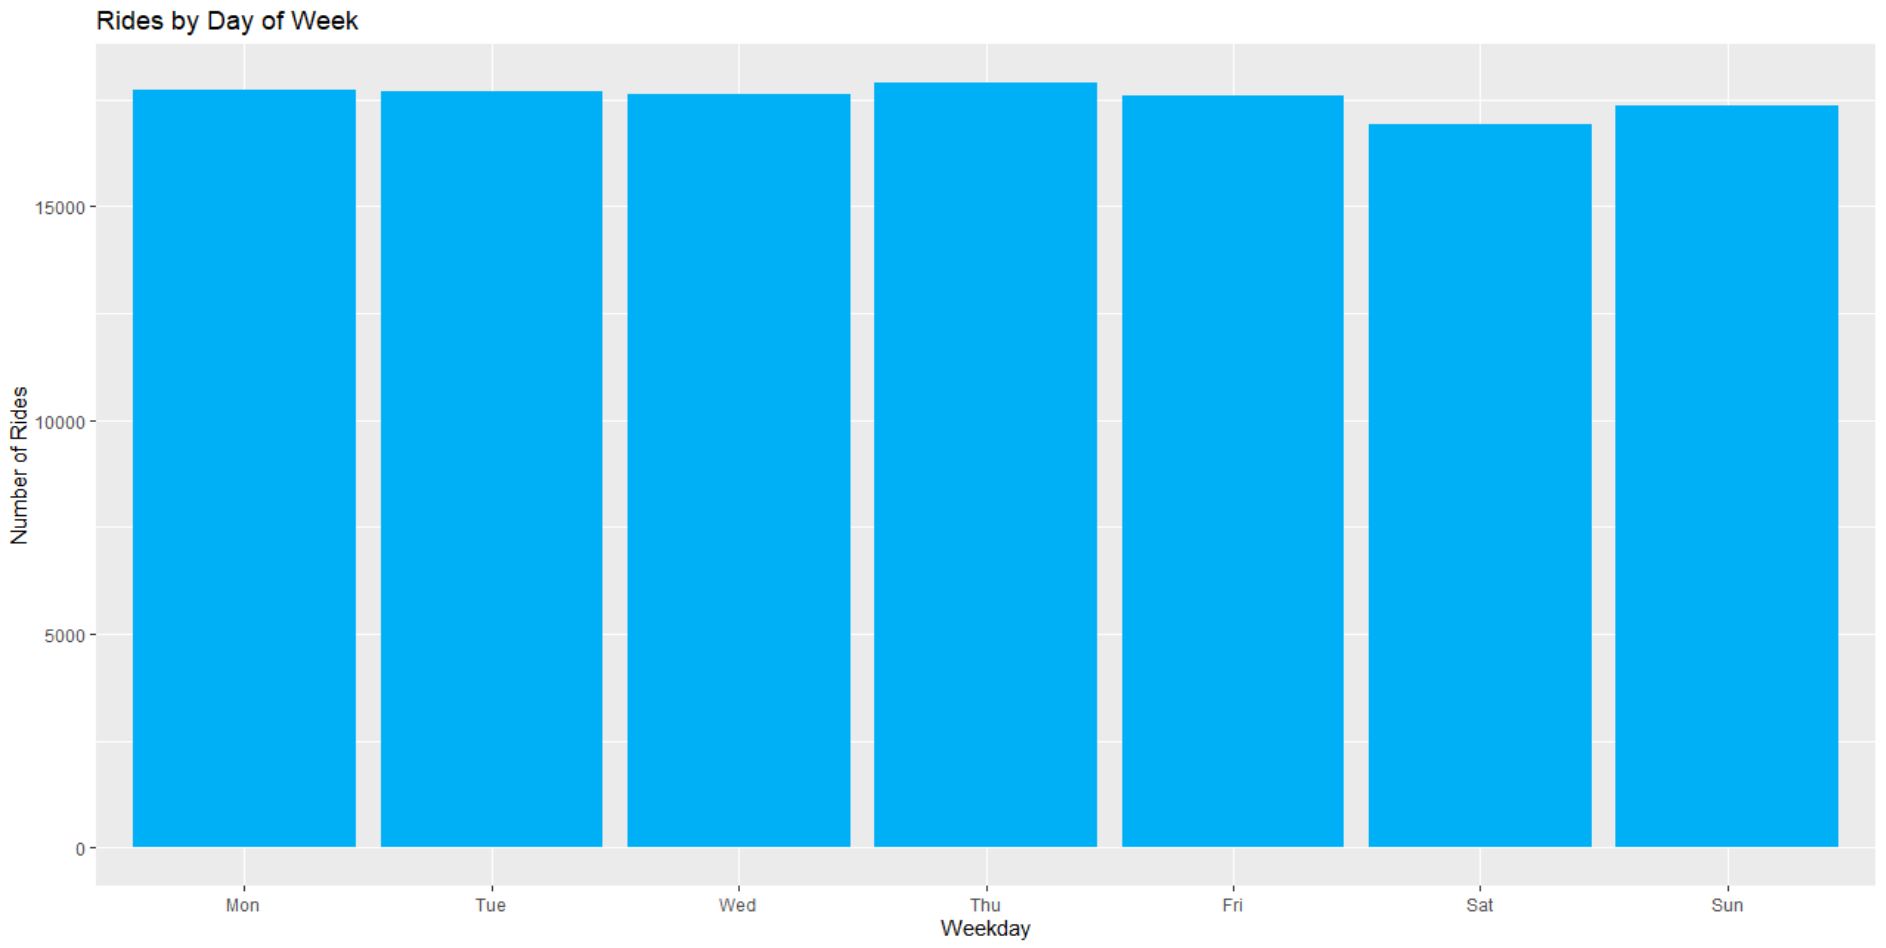 Rides by Day of Week
Number of Rides
15000
10000
5000
0
Mon Tue Wed Thu Fri Sat Sun
Weekday